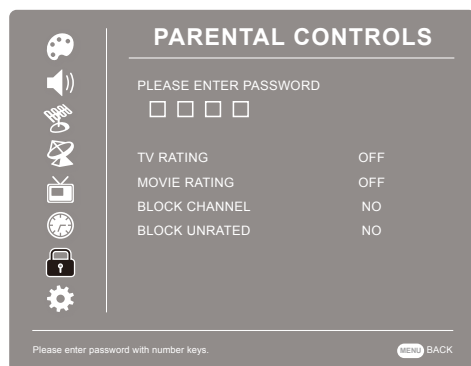 PARENTAL CONTROLS
PLEASE ENTER PASSWORD
TV RATING OFF
MOVIE RATING OFF
BLOCK CHANNEL NO
BLOCK UNRATED NO
Please enter password with number keys.
MENU BACK